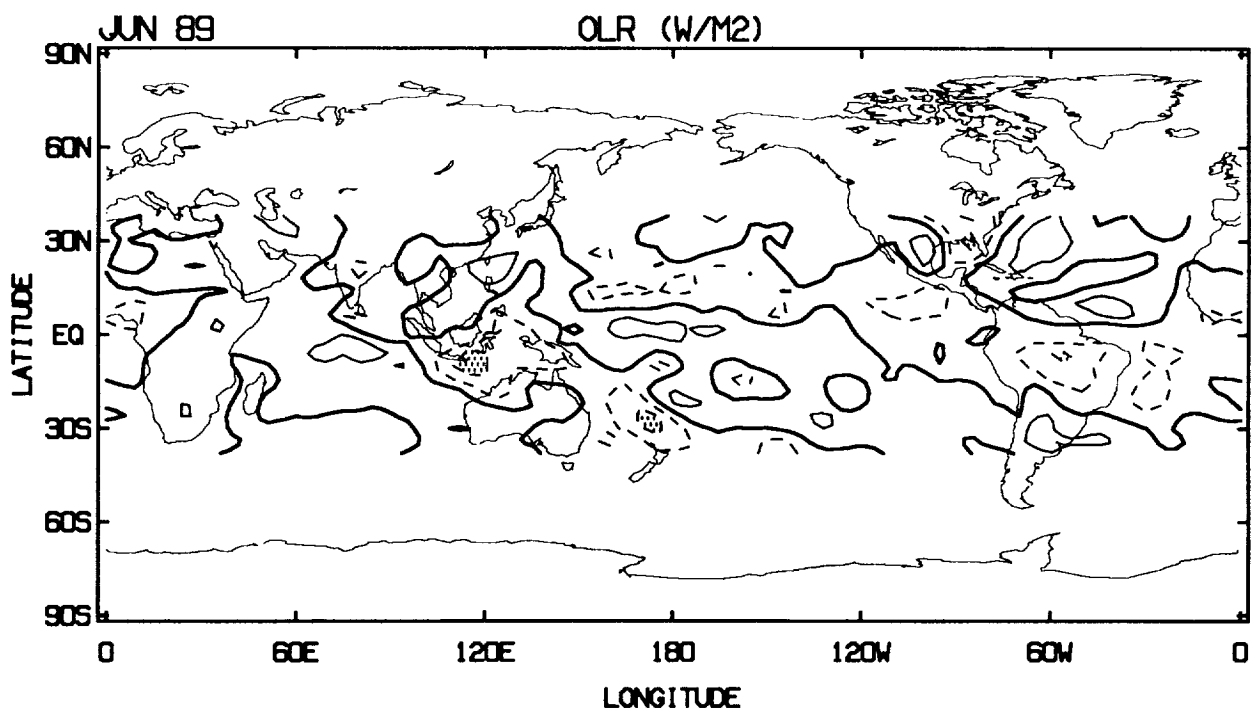 JUN 89 OLR (W/M2)
90N
60N
30N
EQ
30S
60S
90S
LATITUDE
0 60E 120E 180 120W 60W 0
LONGITUDE